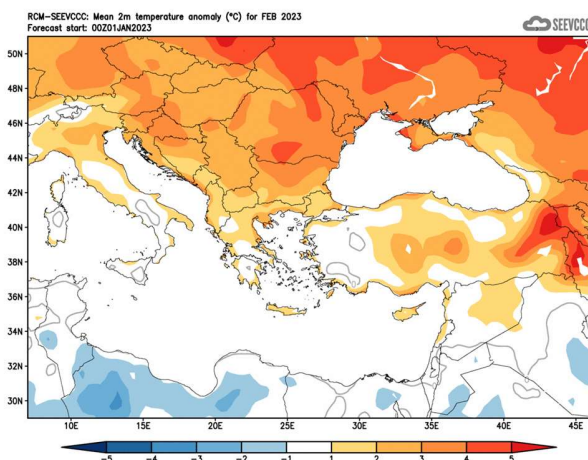 RCM-SEEVCCC: Mean 2m temperature anomaly (°C) for FEB 2023
Forecast start: 00Z01JAN2023
SEEVCCC
50N
48N
46N
44N
42N
40N
38N
36N
34N
32N
30N
10E 15E 20E 25E 30E 35E 40E 45E
-5 -4 -3 -2 -1 1 2 3 4 5